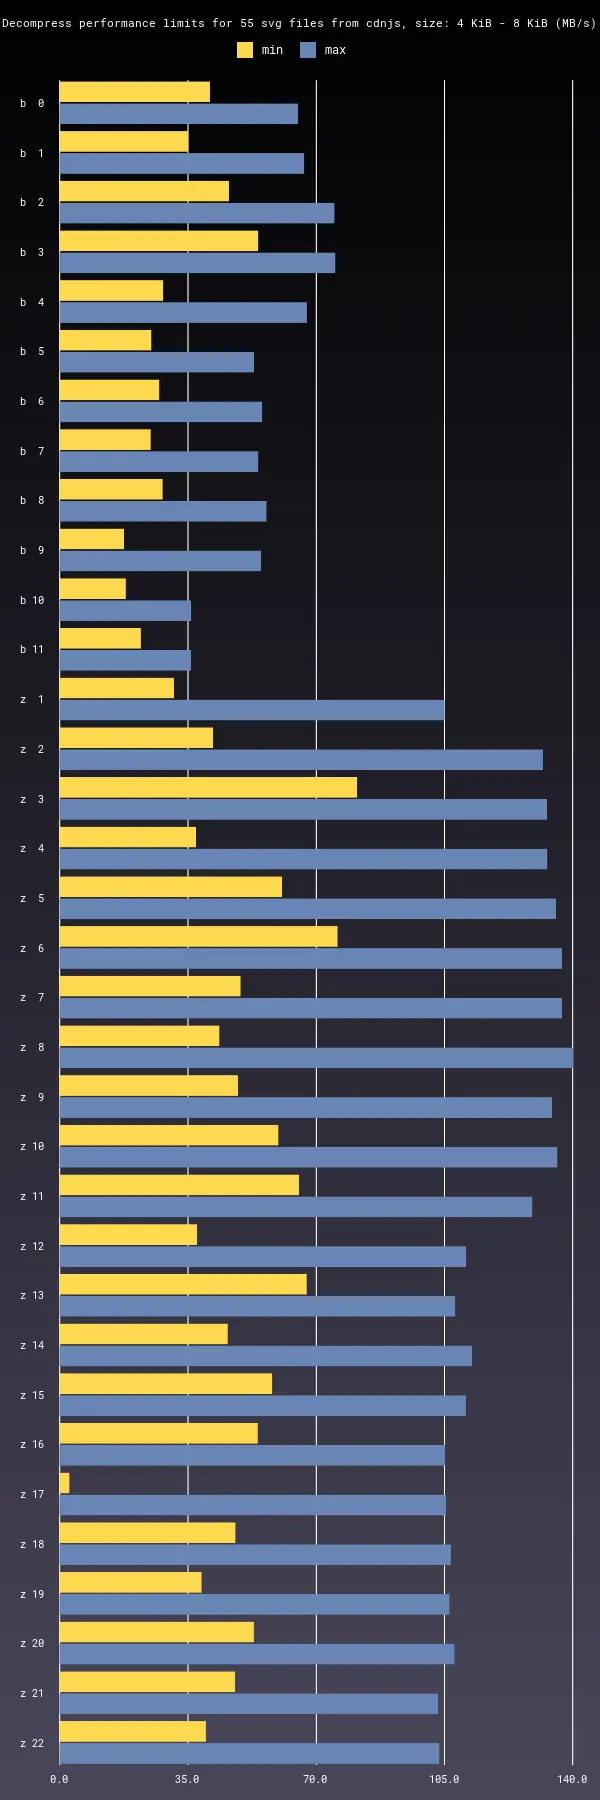 Decompress performance limits for 55 svg files from cdnjs, size: 4 KiB - 8 KiB (MB/s)
min max
b 0
b 1
b 2
b 3
b 4
b 5
b 6
b 7
b 8
b 9
b 10
b 11
z 1
z 2
z 3
z 4
z 5
z 6
z 7
z 8
z 9
z 10
z 11
z 12
z 13
z 14
z 15
z 16
z 17
z 18
z 19
z 20
z 21
z 22
0.0 35.0 70.0 105.0 140.0